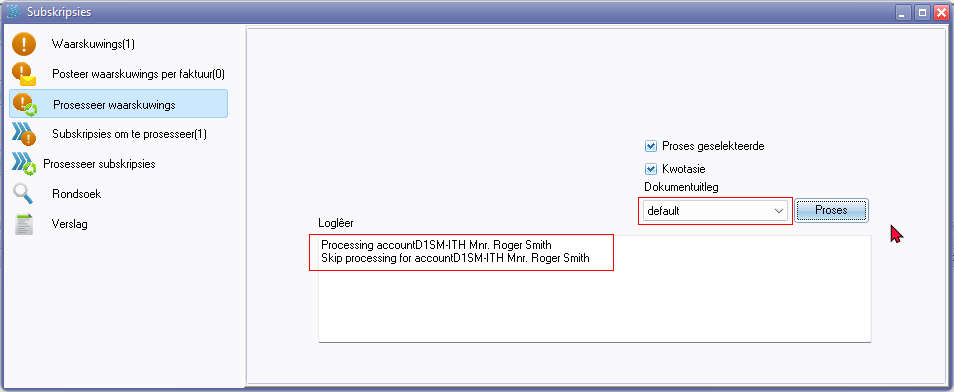 Subskripsies
Waarskuwings(1)
Posteer waarskuwings per faktuur(0)
Prosesseer waarskuwings
Subskripsies om te prosesseer(1)
Prosesseer subskripsies
Rondsoek
Verslag
Proses geselekteerde
Kwotasie
Dokumentuitleg
default
Proses
Loglêer
Processing accountD1SM-ITH Mnr. Roger Smith
Skip processing for accountD1SM-ITH Mnr. Roger Smith